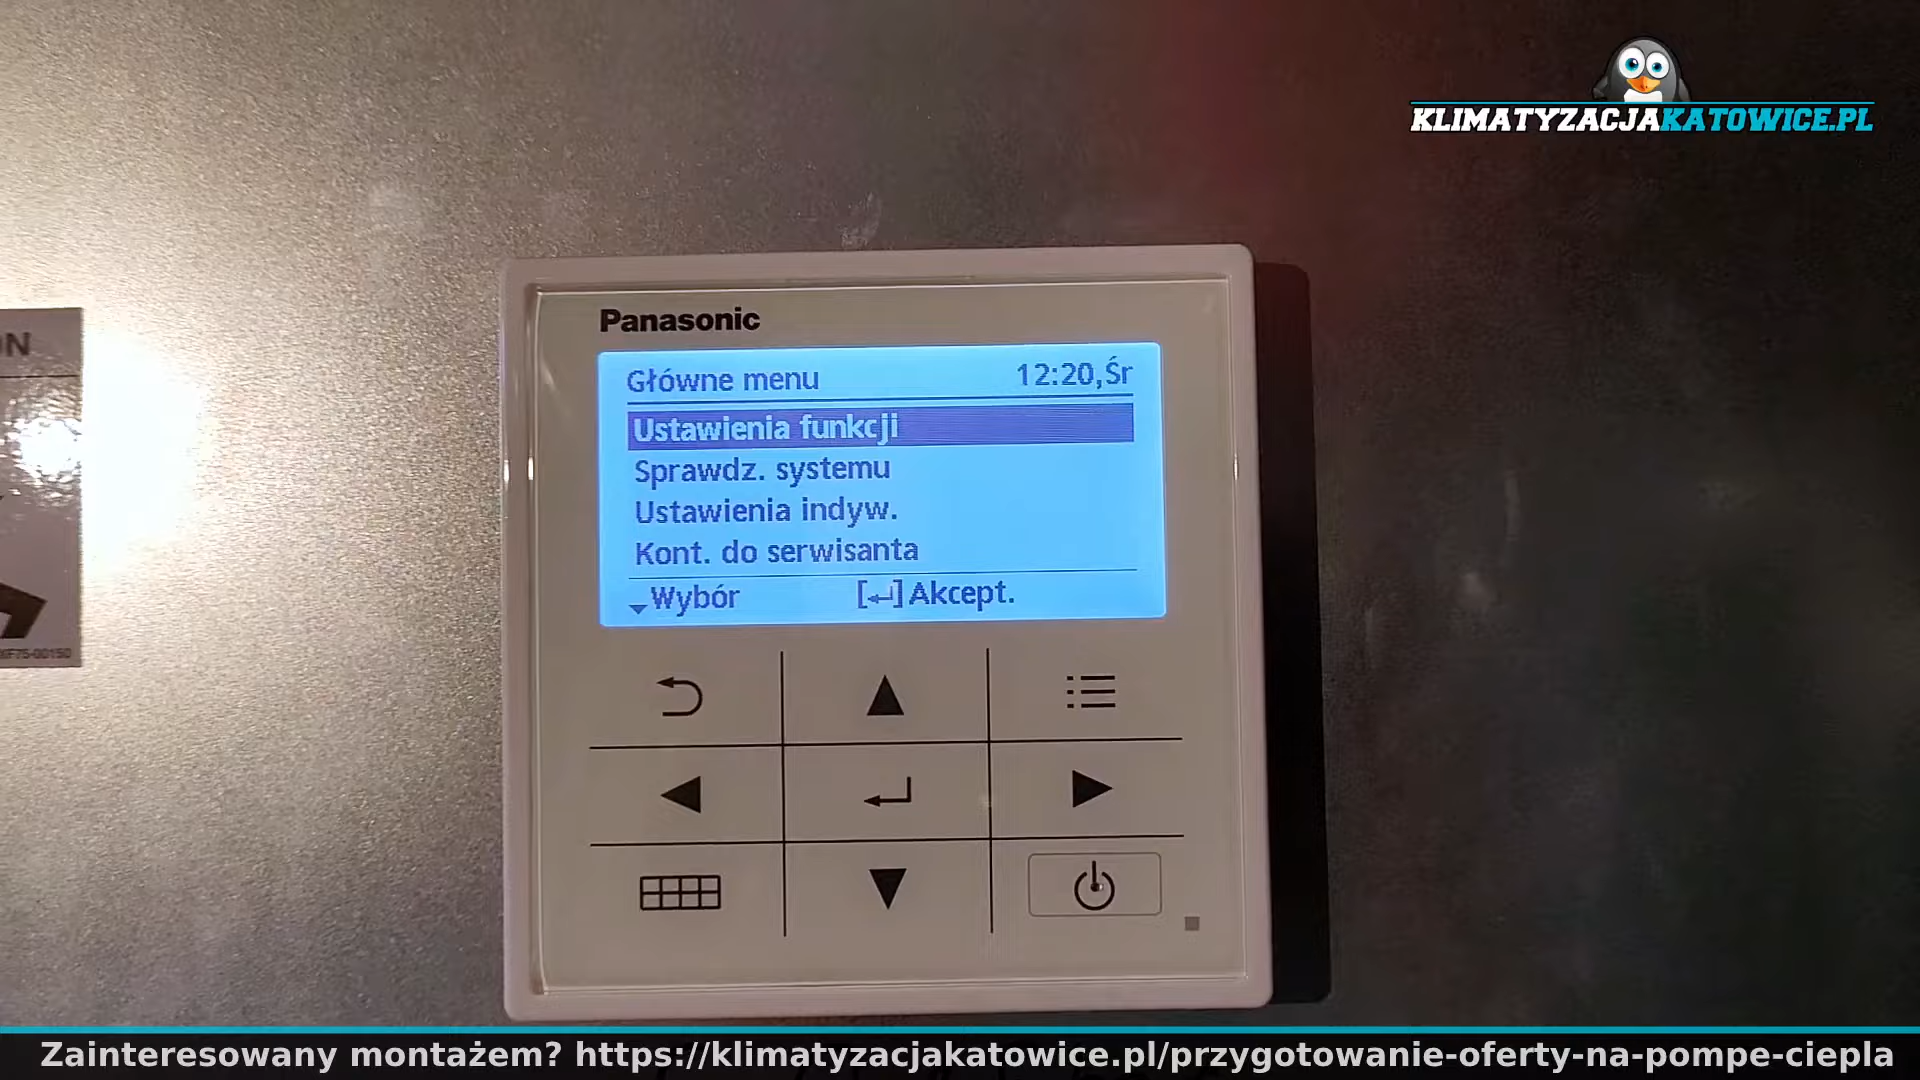 KLIMATYZACJAKATOWICE.PL
Panasonic
Główne menu 12:20,Śr
Ustawienia funkcji
Sprawdz. systemu
Ustawienia indyw.
Kont. do serwisanta
Wybór [↵]Akcept.
ON
Zainteresowany montażem? https://klimatyzacjakatowice.pl/przygotowanie-oferty-na-pompe-ciepla